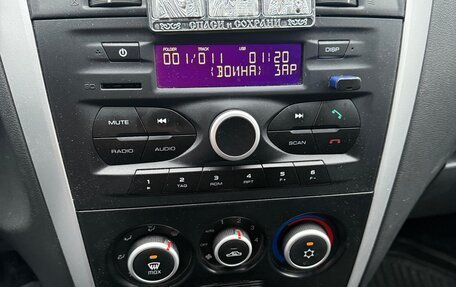 СПАСИ и СОХРАНИ
FOLDER TRACK USB
001/011 01:20
(ВОИНА) ЗАР
DISP
MUTE
SCAN
RADIO AUDIO
1 2 3 4 5 6
TAG RDM RPT F- F+
max